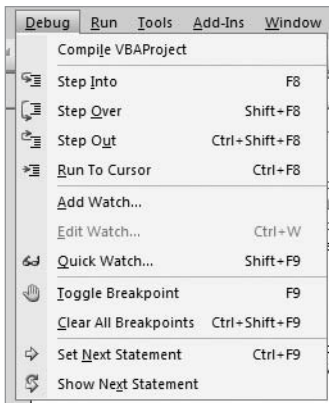 Debug Run Tools Add-Ins Window
Compile VBAProject
Step Into F8
Step Over Shift+F8
Step Out Ctrl+Shift+F8
Run To Cursor Ctrl+F8
Add Watch...
Edit Watch... Ctrl+W
Quick Watch... Shift+F9
Toggle Breakpoint F9
Clear All Breakpoints Ctrl+Shift+F9
Set Next Statement Ctrl+F9
Show Next Statement